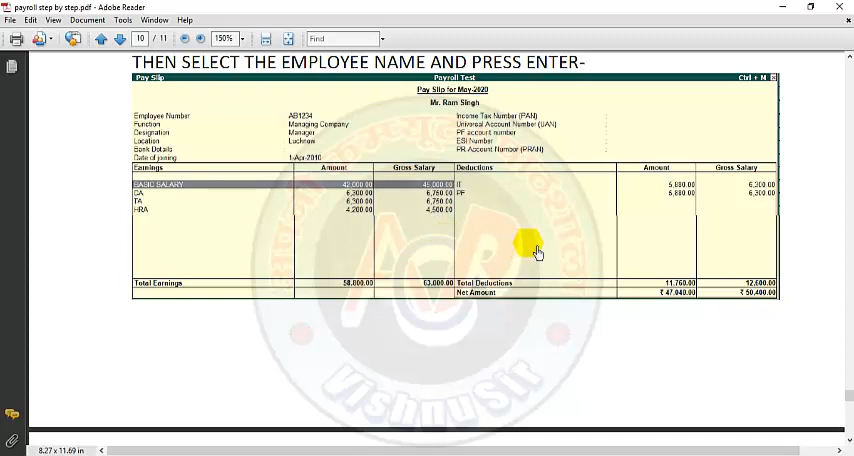 payroll step by step.pdf - Adobe Reader
File Edit View Document Tools Window Help
10 / 11 150% Find
THEN SELECT THE EMPLOYEE NAME AND PRESS ENTER-
Pay Slip Payroll Test Ctrl + N
Pay Slip for May-2020
Mr. Ram Singh
Employee Number AB1234 Income Tax Number (PAN) :
Function Managing Company Universal Account Number (UAN) :
Designation Manager PF account number :
Location Lucknow ESI Number :
Bank Details : PR Account Number (PRAN) :
Date of joining 1-Apr-2010
Earnings Amount Gross Salary Deductions Amount Gross Salary
BASIC SALARY 42,000.00 45,000.00 IT 5,880.00 6,300.00
CA 6,300.00 6,750.00 PF 5,880.00 6,300.00
TA 6,300.00 6,750.00
HRA 4,200.00 4,500.00
Total Earnings 58,800.00 63,000.00 Total Deductions 11,760.00 12,600.00
Net Amount ₹ 47,040.00 ₹ 50,400.00
AVR
Vishnu Sir
8.27 x 11.69 in